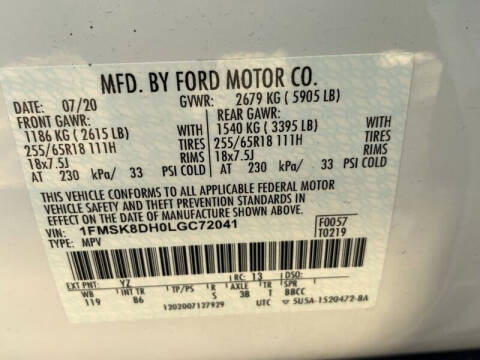 MFD. BY FORD MOTOR CO.
DATE: 07/20 GVWR: 2679 KG ( 5905 LB)
FRONT GAWR: REAR GAWR:
1186 KG ( 2615 LB) WITH 1540 KG ( 3395 LB) WITH
255/65R18 111H TIRES 255/65R18 111H TIRES
18x7.5J RIMS 18x7.5J RIMS
AT 230 kPa/ 33 PSI COLD AT 230 kPa/ 33 PSI COLD
THIS VEHICLE CONFORMS TO ALL APPLICABLE FEDERAL MOTOR
VEHICLE SAFETY AND THEFT PREVENTION STANDARDS IN
EFFECT ON THE DATE OF MANUFACTURE SHOWN ABOVE.
VIN: 1FMSK8DH0LGC72041 F0057
TYPE: MPV T0219
EXT PNT: YZ RC: 13 DSO:
WB INT TR TP/PS R AXLE TR
119 B6 S 3B T BBCC
1202007127929 UTC 5U5A-1520472-BA